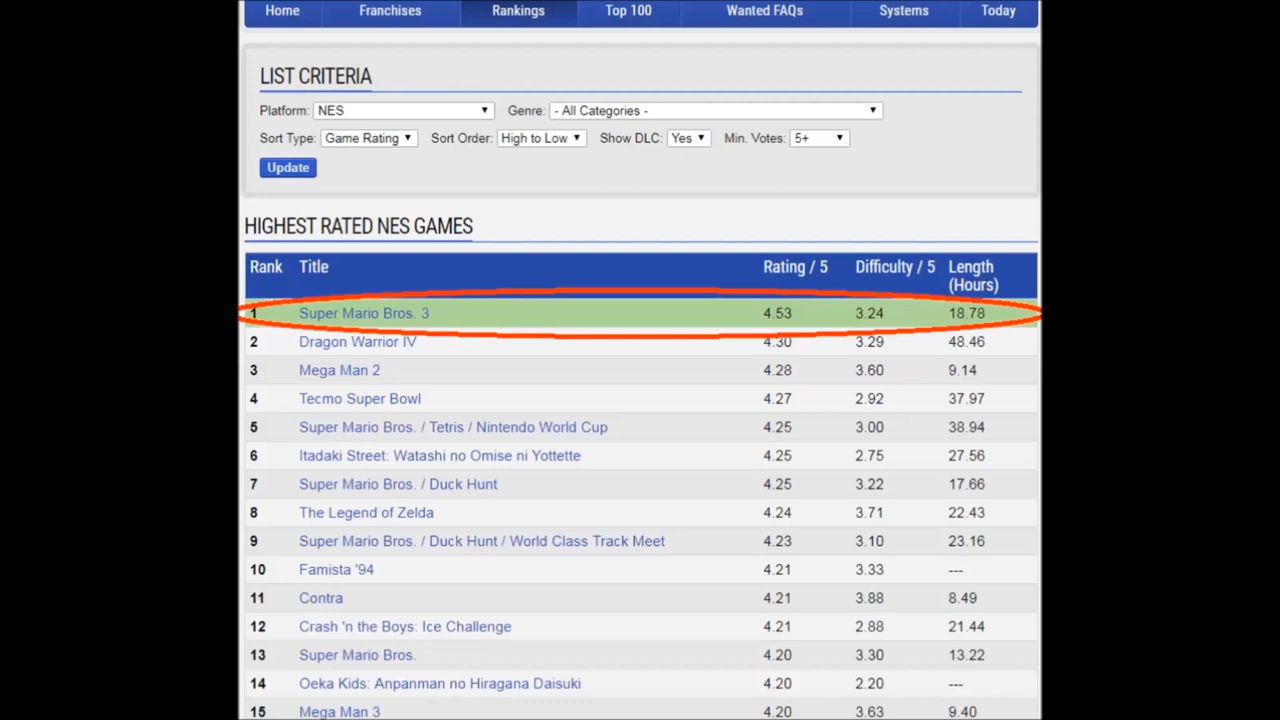 Home Franchises Rankings Top 100 Wanted FAQs Systems Today
LIST CRITERIA
Platform: NES Genre: - All Categories -
Sort Type: Game Rating Sort Order: High to Low Show DLC: Yes Min. Votes: 5+
Update
HIGHEST RATED NES GAMES
Rank Title Rating / 5 Difficulty / 5 Length (Hours)
1 Super Mario Bros. 3 4.53 3.24 18.78
2 Dragon Warrior IV 4.30 3.29 48.46
3 Mega Man 2 4.28 3.60 9.14
4 Tecmo Super Bowl 4.27 2.92 37.97
5 Super Mario Bros. / Tetris / Nintendo World Cup 4.25 3.00 38.94
6 Itadaki Street: Watashi no Omise ni Yottette 4.25 2.75 27.56
7 Super Mario Bros. / Duck Hunt 4.25 3.22 17.66
8 The Legend of Zelda 4.24 3.71 22.43
9 Super Mario Bros. / Duck Hunt / World Class Track Meet 4.23 3.10 23.16
10 Famista '94 4.21 3.33 ---
11 Contra 4.21 3.88 8.49
12 Crash 'n the Boys: Ice Challenge 4.21 2.88 21.44
13 Super Mario Bros. 4.20 3.30 13.22
14 Oeka Kids: Anpanman no Hiragana Daisuki 4.20 2.20 ---
15 Mega Man 3 4.20 3.63 9.40